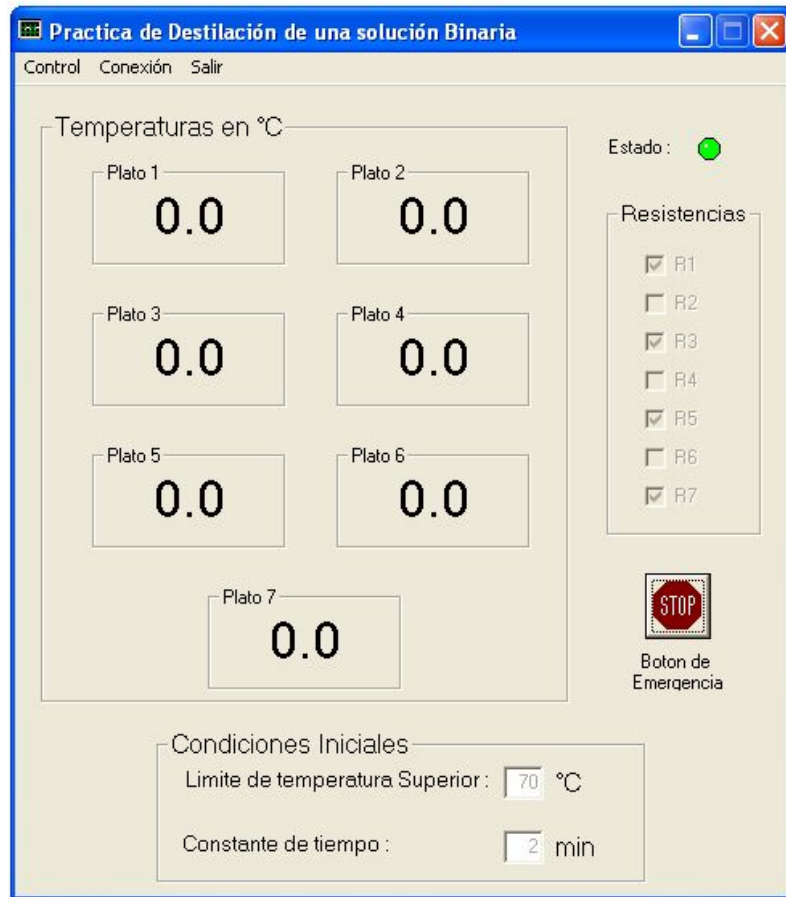 Practica de Destilación de una solución Binaria
Control Conexión Salir
Temperaturas en °C
Estado :
Plato 1
0.0
Plato 2
0.0
Plato 3
0.0
Plato 4
0.0
Plato 5
0.0
Plato 6
0.0
Plato 7
0.0
Resistencias
R1
R2
R3
R4
R5
R6
R7
STOP
Boton de
Emergencia
Condiciones Iniciales
Limite de temperatura Superior : 70 °C
Constante de tiempo : 2 min